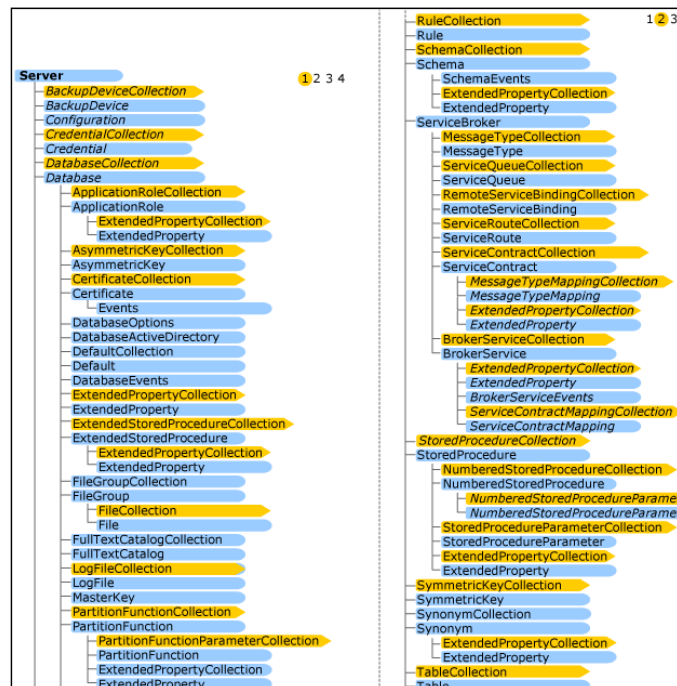 Server
1 2 3 4
BackupDeviceCollection
BackupDevice
Configuration
CredentialCollection
Credential
DatabaseCollection
Database
ApplicationRoleCollection
ApplicationRole
ExtendedPropertyCollection
ExtendedProperty
AsymmetricKeyCollection
AsymmetricKey
CertificateCollection
Certificate
Events
DatabaseOptions
DatabaseActiveDirectory
DefaultCollection
Default
DatabaseEvents
ExtendedPropertyCollection
ExtendedProperty
ExtendedStoredProcedureCollection
ExtendedStoredProcedure
ExtendedPropertyCollection
ExtendedProperty
FileGroupCollection
FileGroup
FileCollection
File
FullTextCatalogCollection
FullTextCatalog
LogFileCollection
LogFile
MasterKey
PartitionFunctionCollection
PartitionFunction
PartitionFunctionParameterCollection
PartitionFunction
ExtendedPropertyCollection
ExtendedProperty
1 2 3
RuleCollection
Rule
SchemaCollection
Schema
SchemaEvents
ExtendedPropertyCollection
ExtendedProperty
ServiceBroker
MessageTypeCollection
MessageType
ServiceQueueCollection
ServiceQueue
RemoteServiceBindingCollection
RemoteServiceBinding
ServiceRouteCollection
ServiceRoute
ServiceContractCollection
ServiceContract
MessageTypeMappingCollection
MessageTypeMapping
ExtendedPropertyCollection
ExtendedProperty
BrokerServiceCollection
BrokerService
ExtendedPropertyCollection
ExtendedProperty
BrokerServiceEvents
ServiceContractMappingCollection
ServiceContractMapping
StoredProcedureCollection
StoredProcedure
NumberedStoredProcedureCollection
NumberedStoredProcedure
NumberedStoredProcedureParame
NumberedStoredProcedureParame
StoredProcedureParameterCollection
StoredProcedureParameter
ExtendedPropertyCollection
ExtendedProperty
SymmetricKeyCollection
SymmetricKey
SynonymCollection
Synonym
ExtendedPropertyCollection
ExtendedProperty
TableCollection
Table